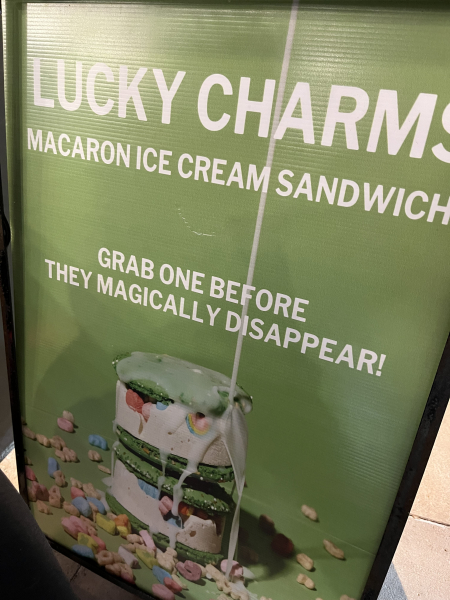 LUCKY CHARMS
MACARON ICE CREAM SANDWICH
GRAB ONE BEFORE
THEY MAGICALLY DISAPPEAR!